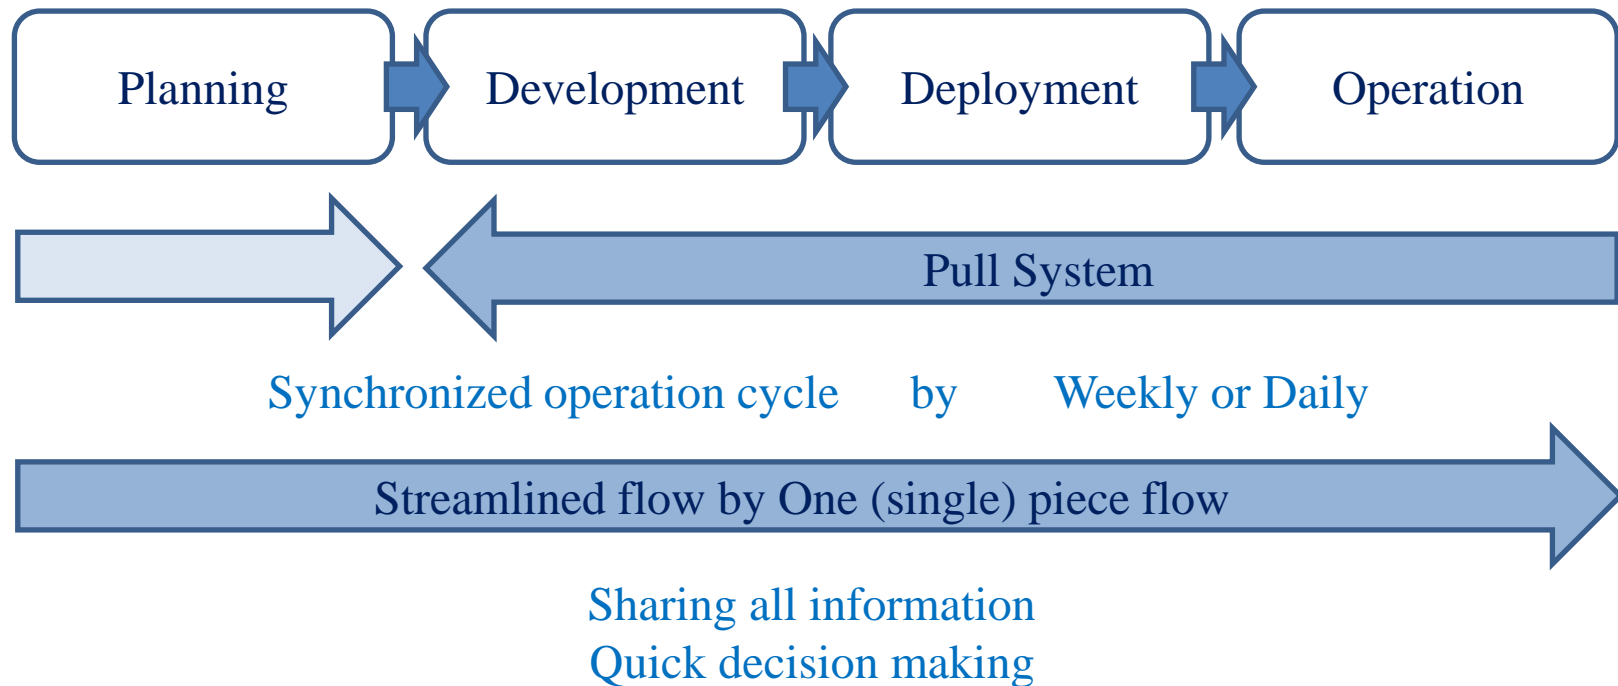 Planning Development Deployment Operation
Pull System
Synchronized operation cycle by Weekly or Daily
Streamlined flow by One (single) piece flow
Sharing all information
Quick decision making